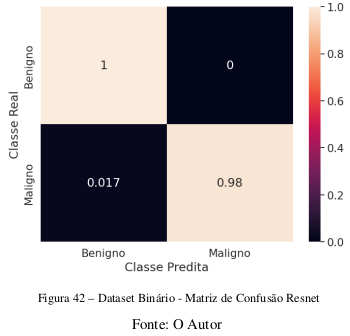 1.0
Benigno
1
0
0.8
0.6
Classe Real
0.4
Maligno
0.017
0.98
0.2
0.0
Benigno
Maligno
Classe Predita
Figura 42 – Dataset Binário - Matriz de Confusão Resnet
Fonte: O Autor